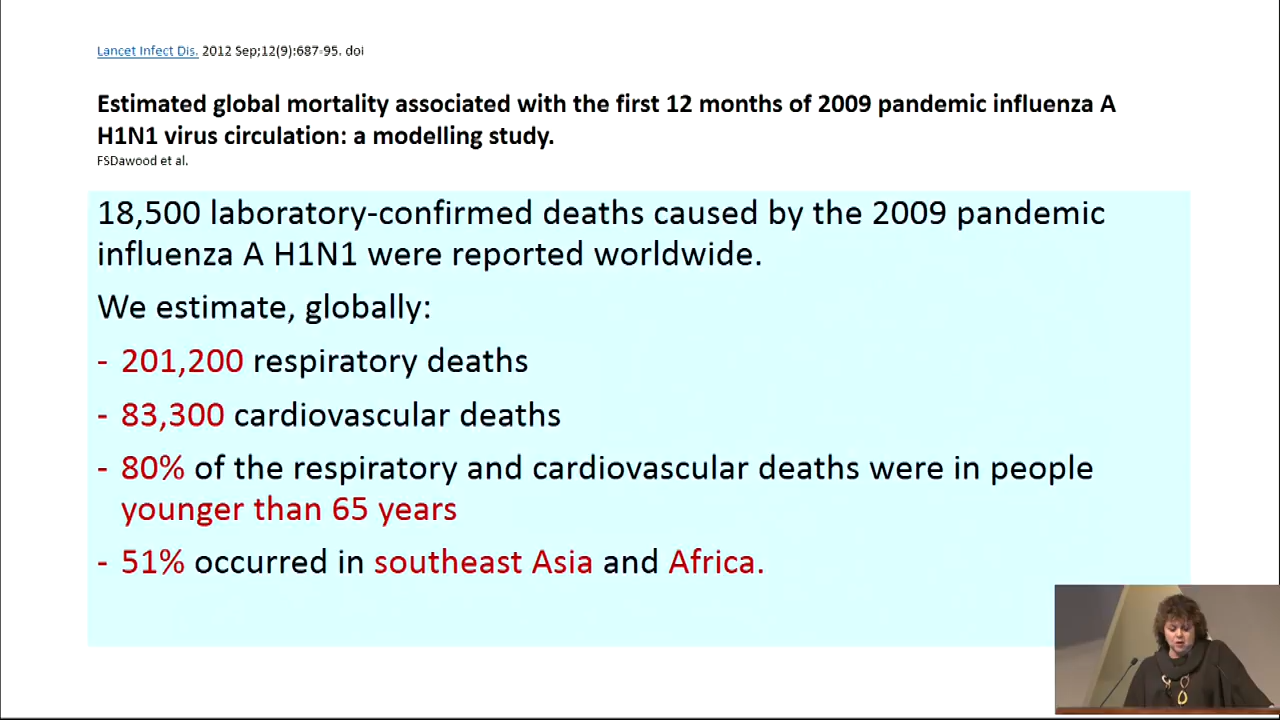 Lancet Infect Dis. 2012 Sep;12(9):687-95. doi
Estimated global mortality associated with the first 12 months of 2009 pandemic influenza A
H1N1 virus circulation: a modelling study.
FSDawood et al.
18,500 laboratory-confirmed deaths caused by the 2009 pandemic
influenza A H1N1 were reported worldwide.
We estimate, globally:
- 201,200 respiratory deaths
- 83,300 cardiovascular deaths
- 80% of the respiratory and cardiovascular deaths were in people
younger than 65 years
- 51% occurred in southeast Asia and Africa.